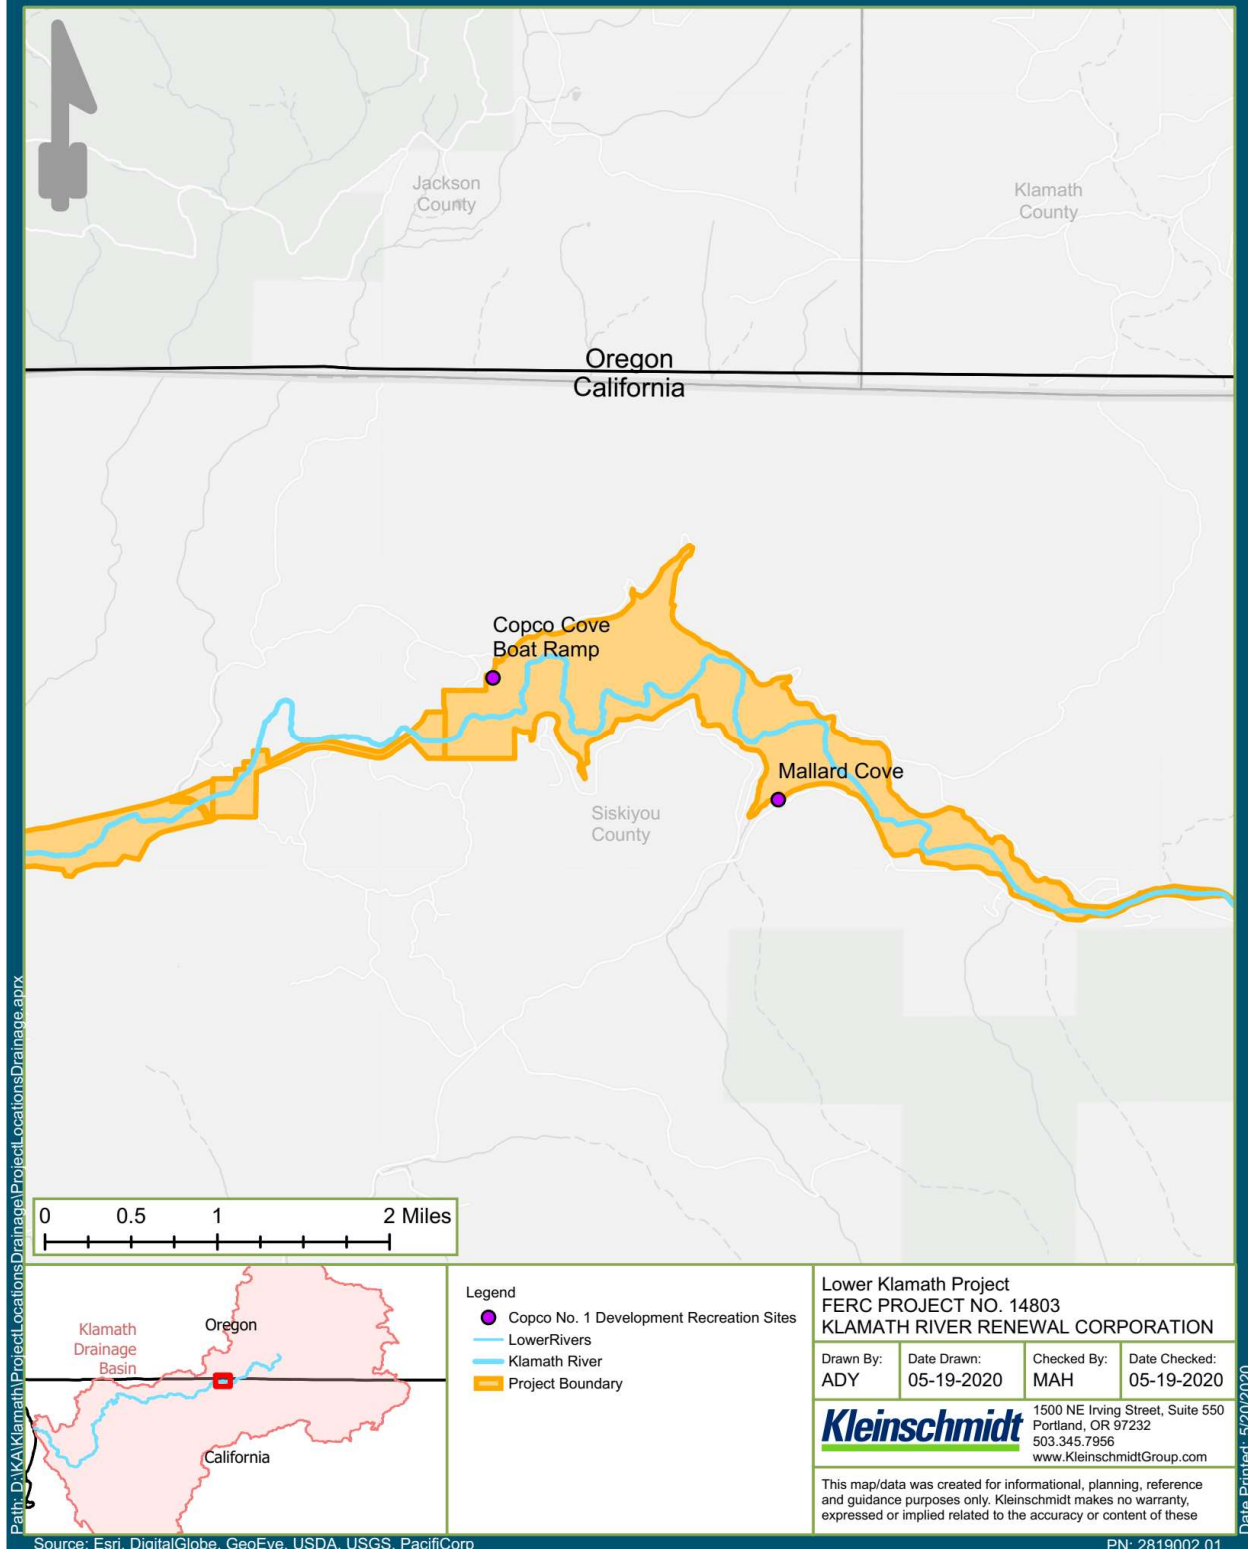 Jackson
County
Klamath
County
Oregon
California
Copco Cove
Boat Ramp
Mallard Cove
Siskiyou
County
0 0.5 1 2 Miles
Klamath
Drainage
Basin
Oregon
California
Legend
Copco No. 1 Development Recreation Sites
LowerRivers
Klamath River
Project Boundary
Lower Klamath Project
FERC PROJECT NO. 14803
KLAMATH RIVER RENEWAL CORPORATION
Drawn By:
ADY
Date Drawn:
05-19-2020
Checked By:
MAH
Date Checked:
05-19-2020
Kleinschmidt
1500 NE Irving Street, Suite 550
Portland, OR 97232
503.345.7956
www.KleinschmidtGroup.com
This map/data was created for informational, planning, reference
and guidance purposes only. Kleinschmidt makes no warranty,
expressed or implied related to the accuracy or content of these
Path: D:\KA\Klamath\ProjectLocationsDrainage\ProjectLocationsDrainage.aprx
Date Printed: 5/20/2020
Source: Esri, DigitalGlobe, GeoEye, USDA, USGS, PacifiCorp
PN: 2819002.01